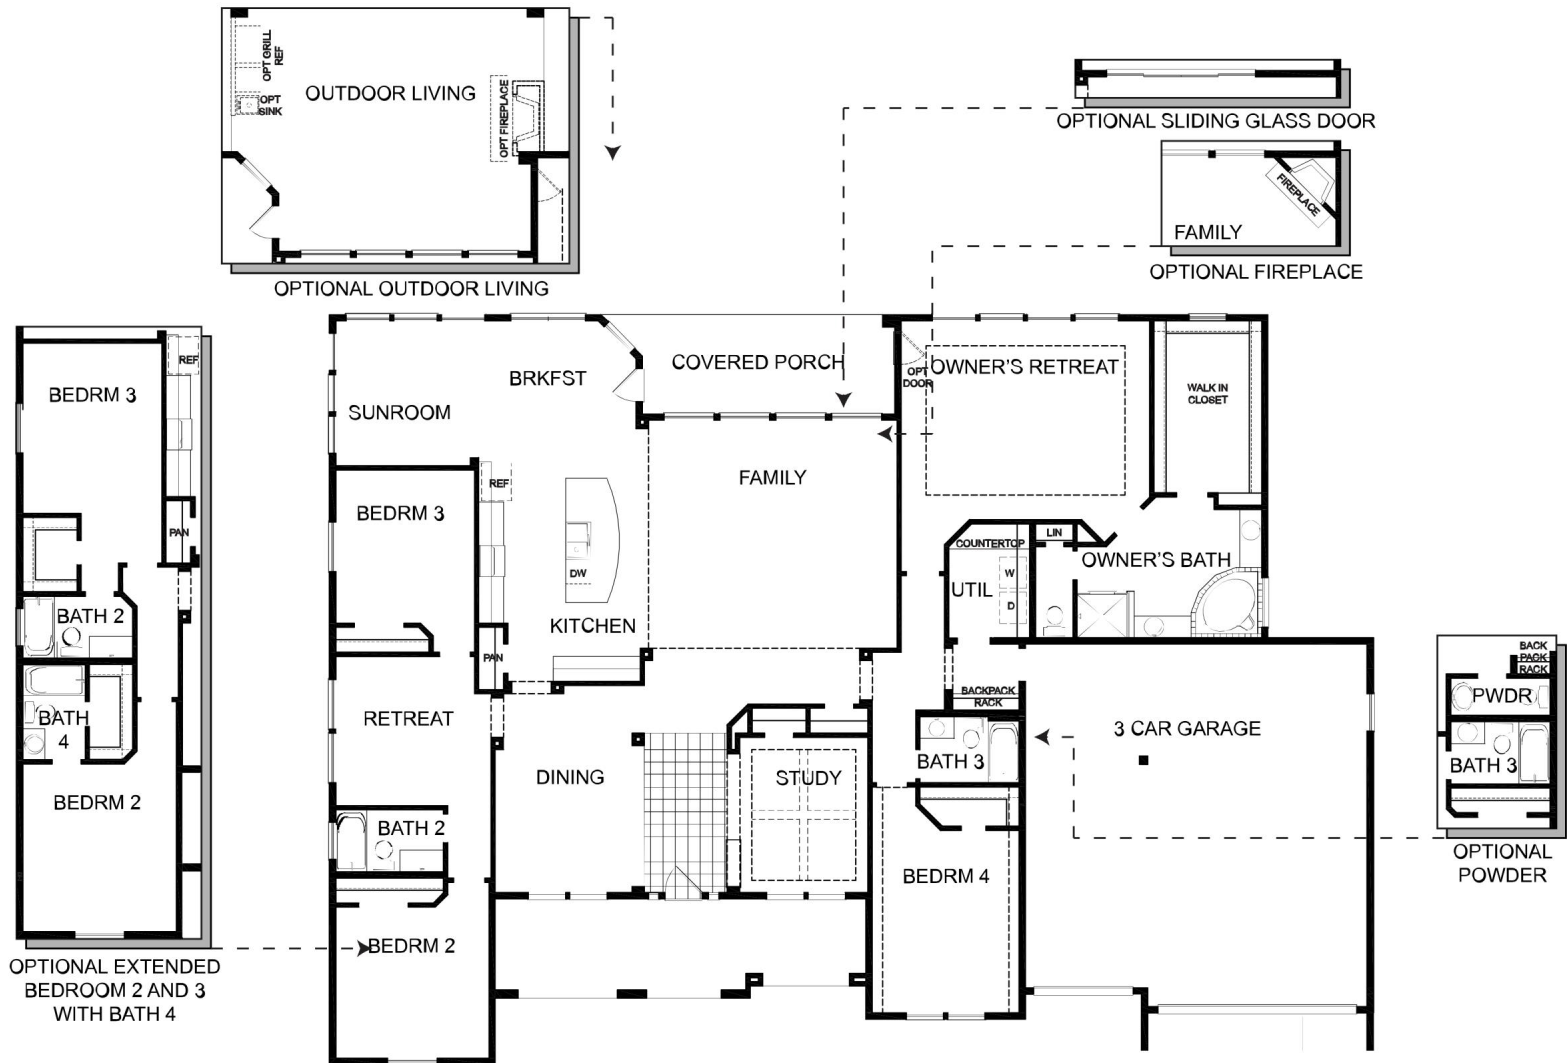 OPT GRILL
REF
OPT
SINK
OUTDOOR LIVING
OPT FIREPLACE
OPTIONAL OUTDOOR LIVING
OPTIONAL SLIDING GLASS DOOR
FIREPLACE
FAMILY
OPTIONAL FIREPLACE
REF
BEDRM 3
PAN
BATH 2
BATH
4
BEDRM 2
OPTIONAL EXTENDED
BEDROOM 2 AND 3
WITH BATH 4
BRKFST
SUNROOM
COVERED PORCH
OPT
DOOR
OWNER'S RETREAT
WALK IN
CLOSET
FAMILY
REF
BEDRM 3
DW
KITCHEN
PAN
COUNTERTOP
LIN
W
D
UTIL
OWNER'S BATH
BACKPACK
RACK
RETREAT
DINING
STUDY
BATH 3
3 CAR GARAGE
BATH 2
BEDRM 4
BEDRM 2
BACK
PACK
RACK
PWDR
BATH 3
OPTIONAL
POWDER